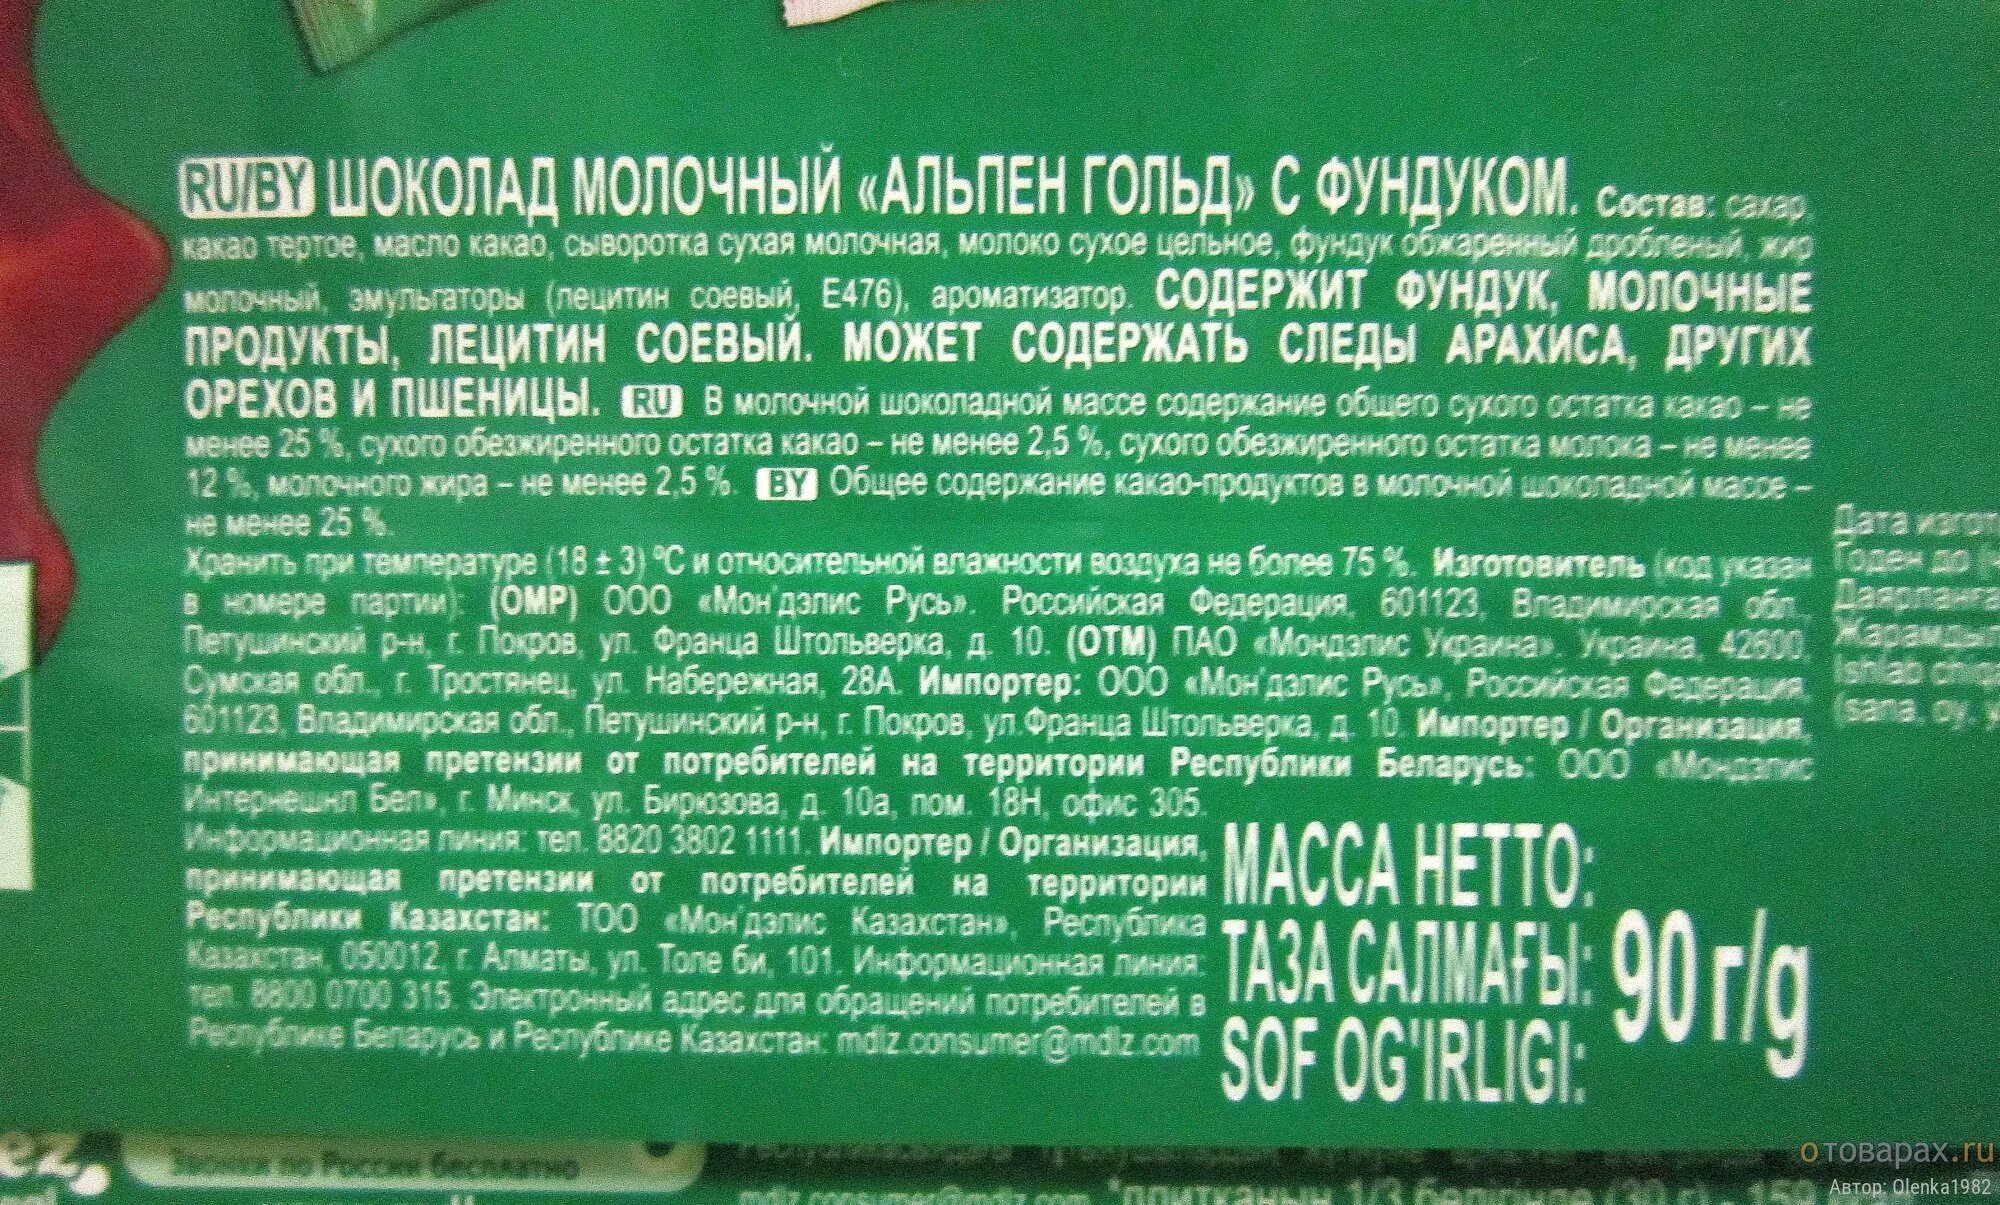 RU/BY ШОКОЛАД МОЛОЧНЫЙ «АЛЬПЕН ГОЛЬД» С ФУНДУКОМ. Состав: сахар,
какао тертое, масло какао, сыворотка сухая молочная, молоко сухое цельное, фундук обжаренный дробленый, жир
молочный, эмульгаторы (лецитин соевый, Е476), ароматизатор. СОДЕРЖИТ ФУНДУК, МОЛОЧНЫЕ
ПРОДУКТЫ, ЛЕЦИТИН СОЕВЫЙ. МОЖЕТ СОДЕРЖАТЬ СЛЕДЫ АРАХИСА, ДРУГИХ
ОРЕХОВ И ПШЕНИЦЫ. RU В молочной шоколадной массе содержание общего сухого остатка какао – не
менее 25 %, сухого обезжиренного остатка какао – не менее 2,5 %, сухого обезжиренного остатка молока – не менее
12 %, молочного жира – не менее 2,5 %. BY Общее содержание какао-продуктов в молочной шоколадной массе –
не менее 25 %.
Хранить при температуре (18 ± 3) ºС и относительной влажности воздуха не более 75 %. Изготовитель (код указан
в номере партии): (ОМР) ООО «Мон'дэлис Русь». Российская Федерация, 601123, Владимирская обл.,
Петушинский р-н, г. Покров, ул. Франца Штольверка, д. 10. (ОТМ) ПАО «Мондэлис Украина». Украина, 42600,
Сумская обл., г. Тростянец, ул. Набережная, 28А. Импортер: ООО «Мон'дэлис Русь», Российская Федерация,
601123, Владимирская обл., Петушинский р-н, г. Покров, ул.Франца Штольверка, д. 10. Импортер / Организация,
принимающая претензии от потребителей на территории Республики Беларусь: ООО «Мондэлис
Интернешнл Бел», г. Минск, ул. Бирюзова, д. 10а, пом. 18Н, офис 305.
Информационная линия: тел. 8820 3802 1111. Импортер / Организация,
принимающая претензии от потребителей на территории
Республики Казахстан: ТОО «Мон'дэлис Казахстан», Республика
Казахстан, 050012, г. Алматы, ул. Толе би, 101. Информационная линия:
тел. 8800 0700 315. Электронный адрес для обращений потребителей в
Республике Беларусь и Республике Казахстан: mdlz.consumer@mdlz.com
МАССА НЕТТО:
ТАЗА САЛМАҒЫ:
SOF OG'IRLIGI:
90 г/g
Дата изгот
Годен до
Звонки по России бесплатно
mdlz.consumer@mdlz.com
отоварах.ru
Автор: Olenka1982